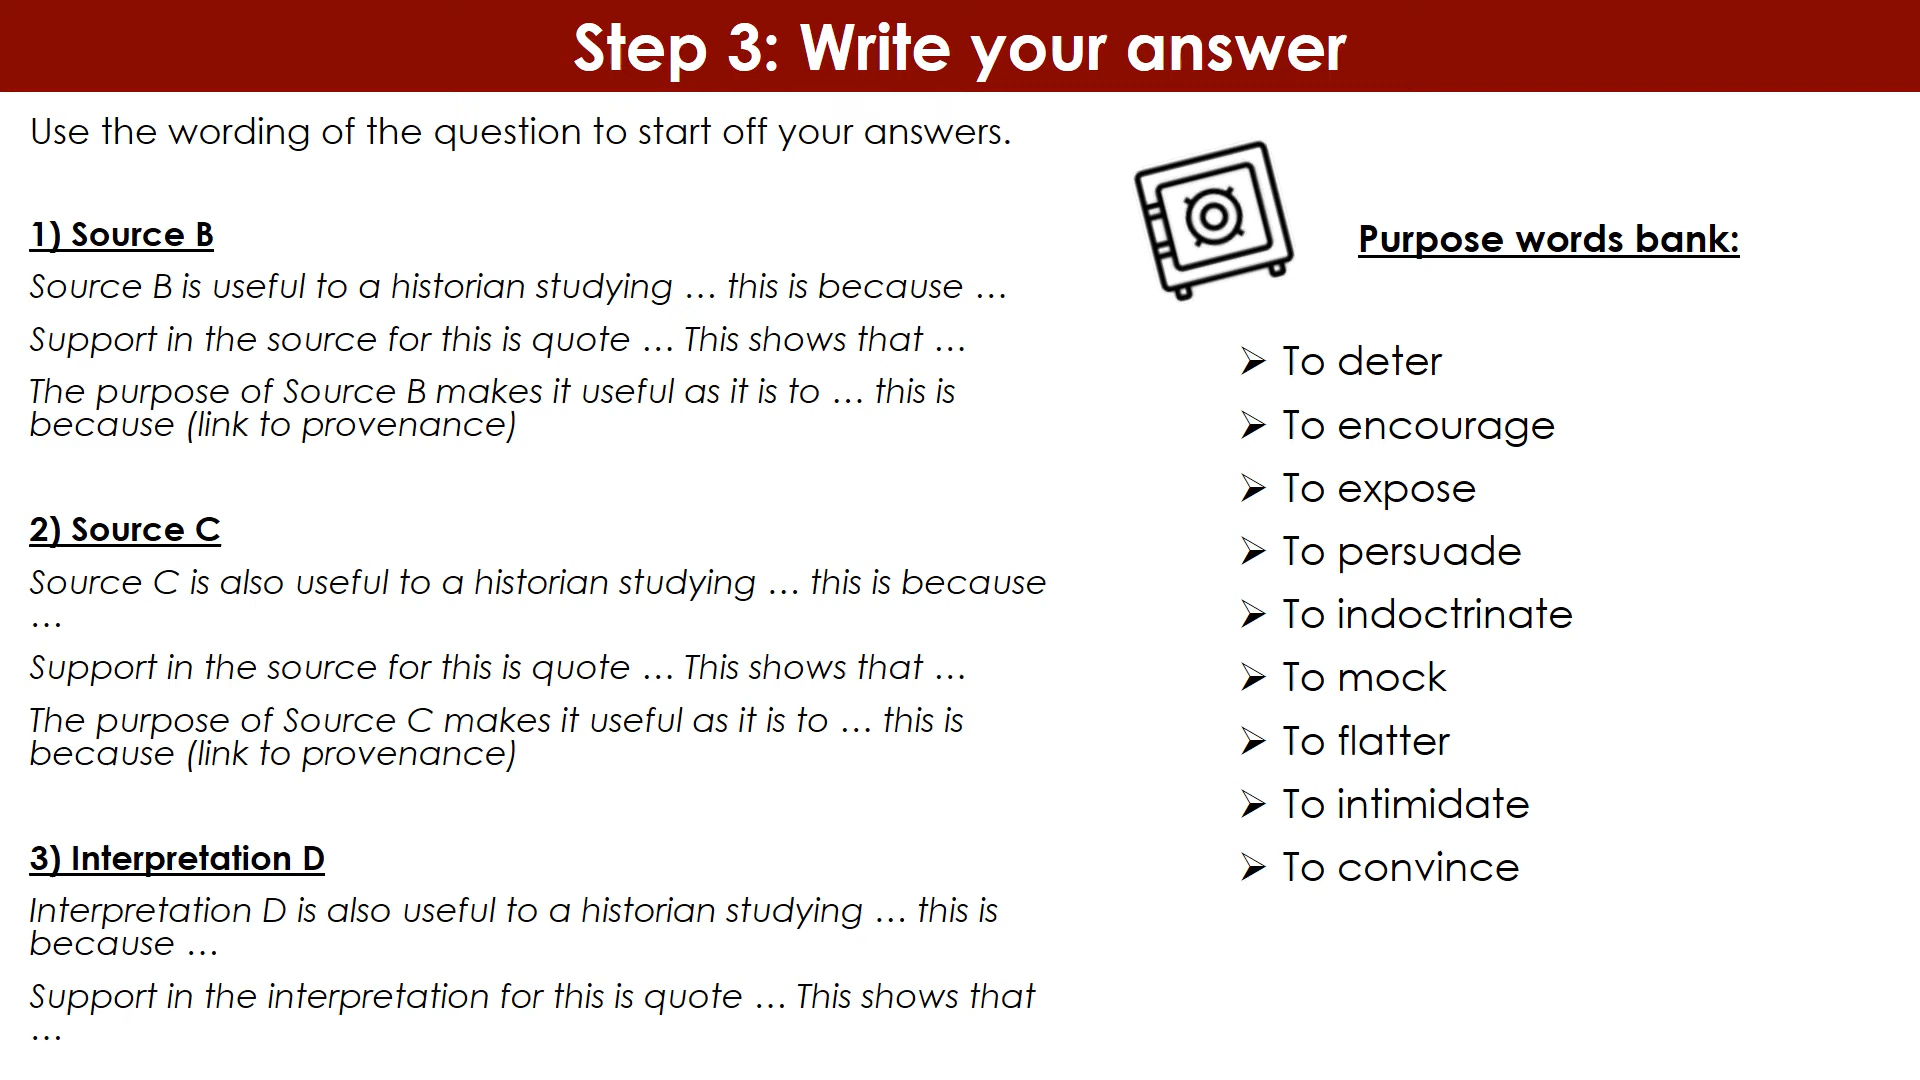 Step 3: Write your answer
Use the wording of the question to start off your answers.
1) Source B
Source B is useful to a historian studying … this is because …
Support in the source for this is quote … This shows that …
The purpose of Source B makes it useful as it is to … this is
because (link to provenance)
2) Source C
Source C is also useful to a historian studying … this is because
…
Support in the source for this is quote … This shows that …
The purpose of Source C makes it useful as it is to … this is
because (link to provenance)
3) Interpretation D
Interpretation D is also useful to a historian studying … this is
because …
Support in the interpretation for this is quote … This shows that
…
Purpose words bank:
➢ To deter
➢ To encourage
➢ To expose
➢ To persuade
➢ To indoctrinate
➢ To mock
➢ To flatter
➢ To intimidate
➢ To convince